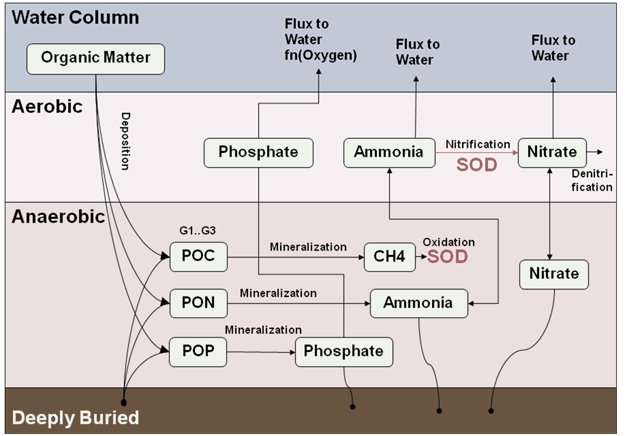 Water Column
Organic Matter
Flux to
Water
fn(Oxygen)
Flux to
Water
Flux to
Water
Aerobic
Deposition
Phosphate
Ammonia
Nitrification
SOD
Nitrate
Denitri-
fication
Anaerobic
G1..G3
POC
Mineralization
CH4
Oxidation
SOD
Nitrate
PON
Mineralization
Ammonia
POP
Mineralization
Phosphate
Deeply Buried